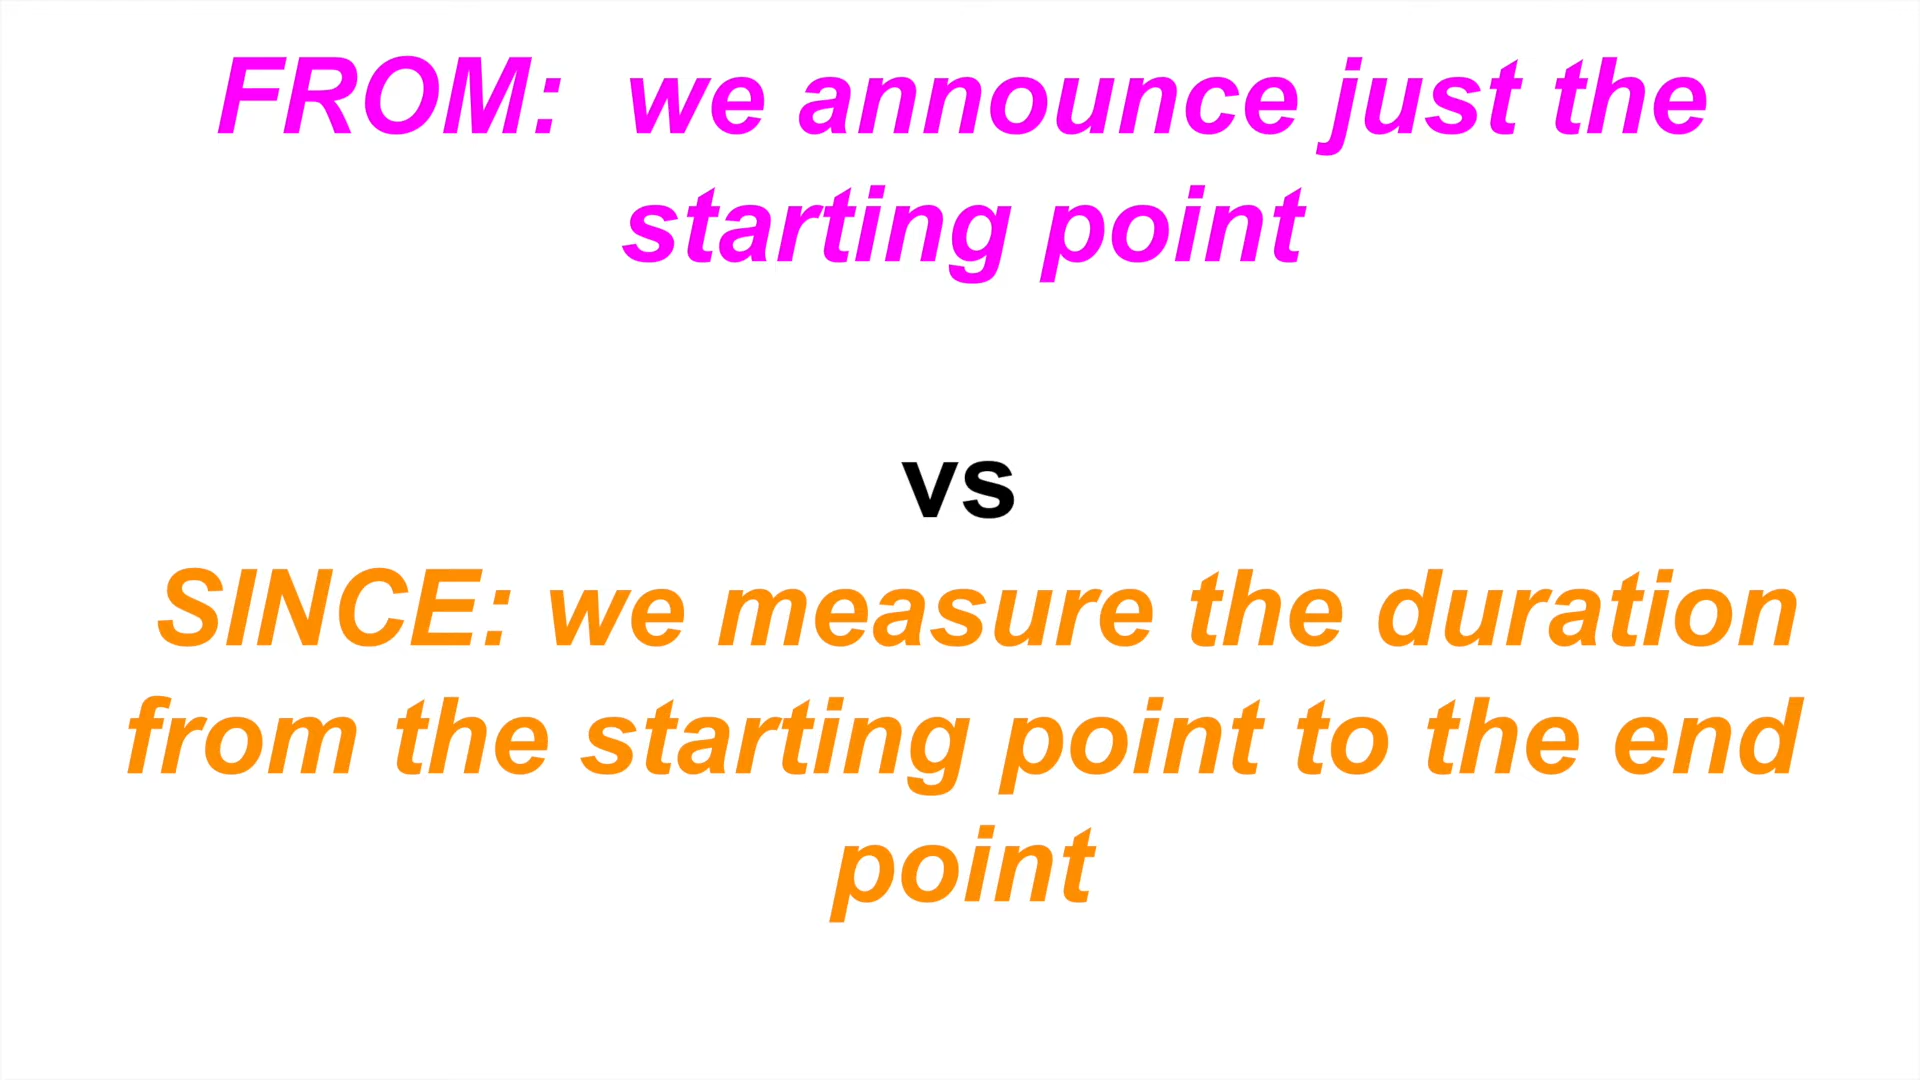 FROM: we announce just the
starting point
vs
SINCE: we measure the duration
from the starting point to the end
point